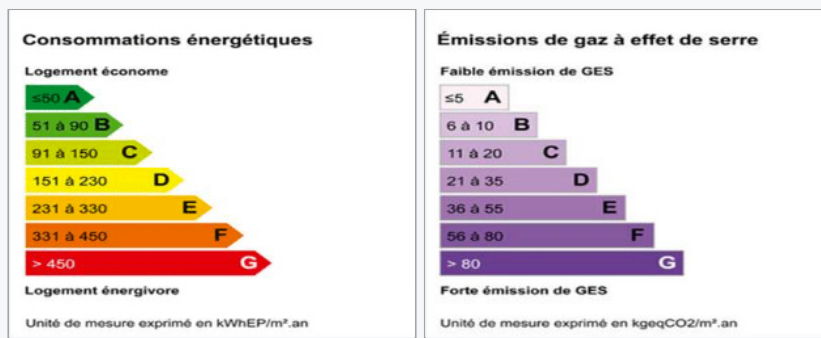 Consommations énergétiques
Logement économe
≤50 A
51 à 90 B
91 à 150 C
151 à 230 D
231 à 330 E
331 à 450 F
> 450 G
Logement énergivore
Unité de mesure exprimé en kWhEP/m².an
Émissions de gaz à effet de serre
Faible émission de GES
≤5 A
6 à 10 B
11 à 20 C
21 à 35 D
36 à 55 E
56 à 80 F
> 80 G
Forte émission de GES
Unité de mesure exprimé en kgeqCO2/m².an